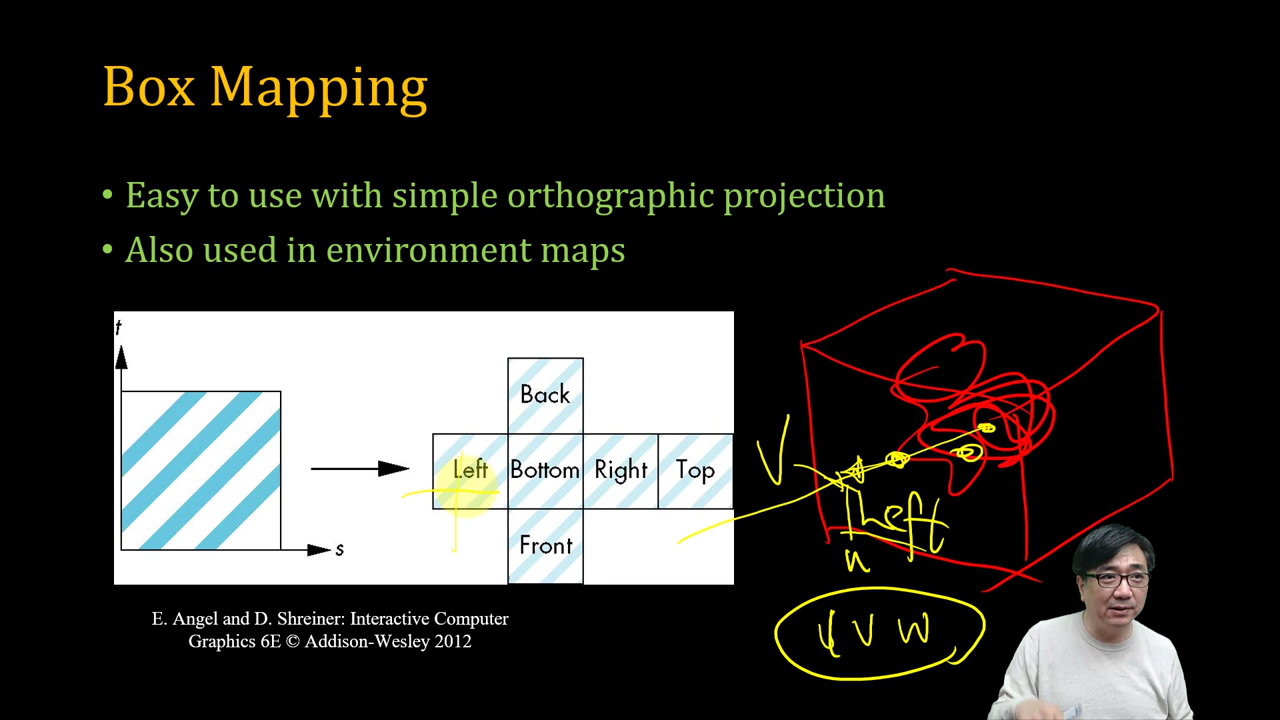 Box Mapping
• Easy to use with simple orthographic projection
• Also used in environment maps
t
Back
Left Bottom Right Top
Front
s
E. Angel and D. Shreiner: Interactive Computer
Graphics 6E © Addison-Wesley 2012
V
Left
u
U V W